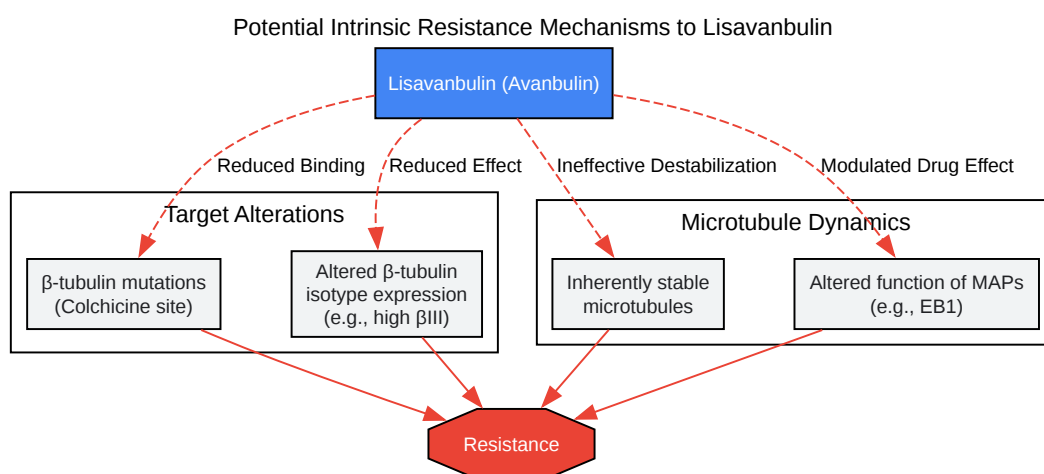 Potential Intrinsic Resistance Mechanisms to Lisavanbulin
Lisavanbulin (Avanbulin)
Reduced Binding
Reduced Effect
Ineffective Destabilization
Modulated Drug Effect
Target Alterations
Microtubule Dynamics
β-tubulin mutations
(Colchicine site)
Altered β-tubulin
isotype expression
(e.g., high βIII)
Inherently stable
microtubules
Altered function of MAPs
(e.g., EB1)
Resistance